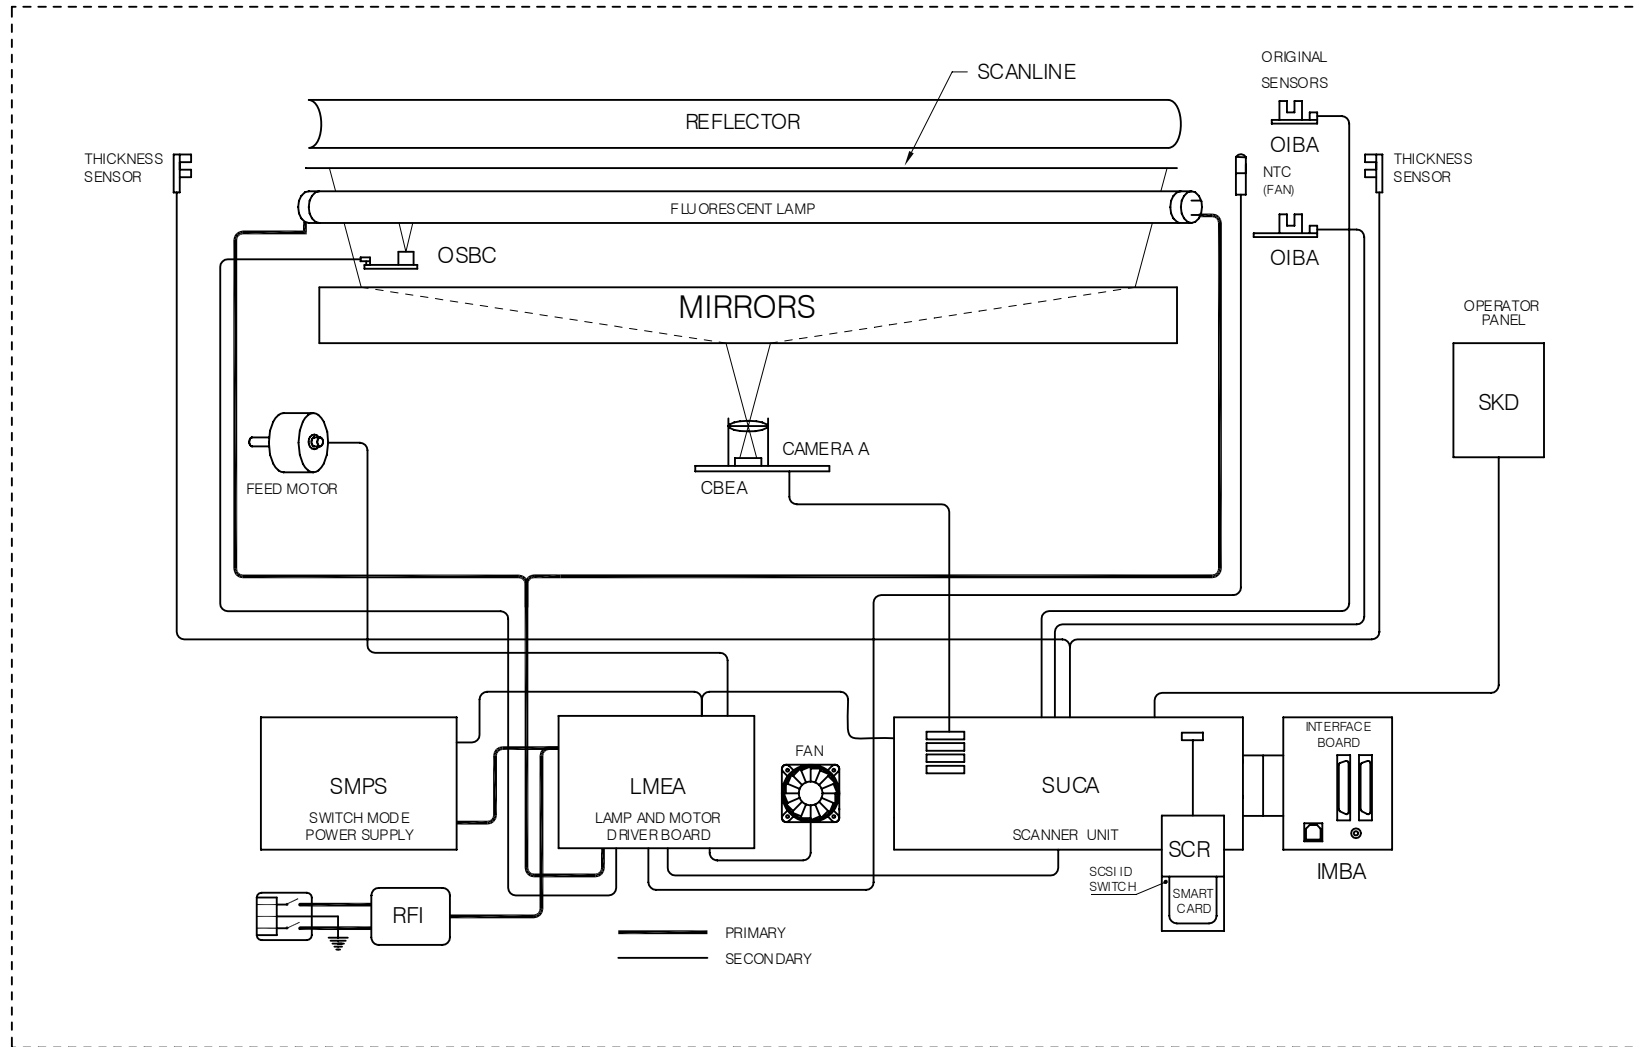 SCANLINE
ORIGINAL
SENSORS
REFLECTOR
OIBA
THICKNESS
SENSOR
NTC
(FAN)
THICKNESS
SENSOR
FLUORESCENT LAMP
OSBC
OIBA
MIRRORS
OPERATOR
PANEL
SKD
CAMERA A
CBEA
FEED MOTOR
SMPS
SWITCH MODE
POWER SUPPLY
LMEA
LAMP AND MOTOR
DRIVER BOARD
FAN
SUCA
SCANNER UNIT
INTERFACE
BOARD
IMBA
SCR
SCSI ID
SWITCH
SMART
CARD
RFI
PRIMARY
SECONDARY